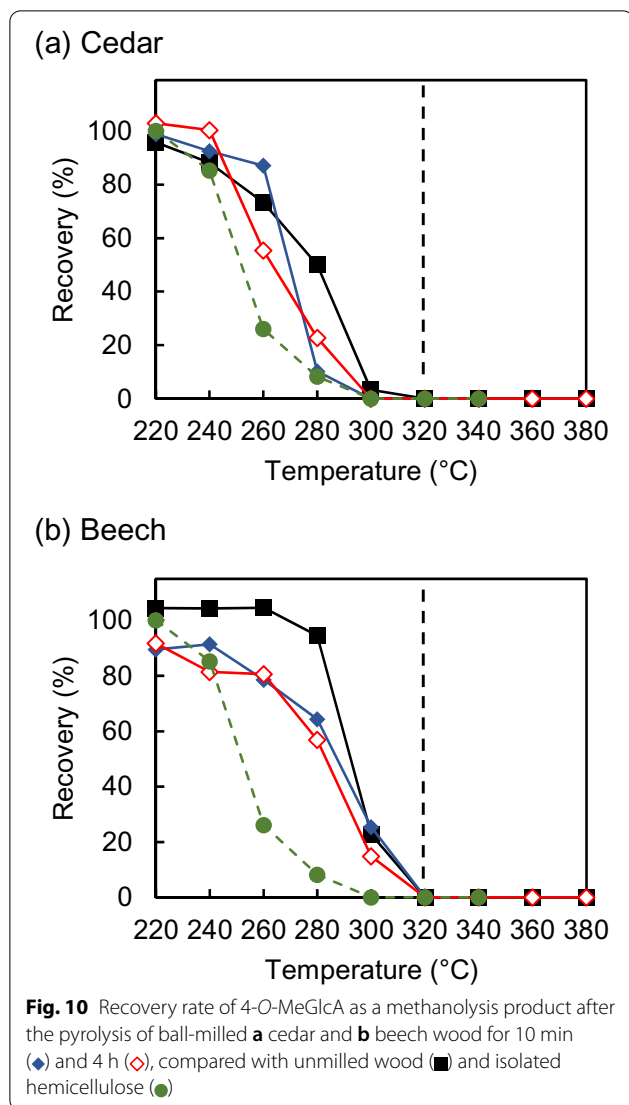 (a) Cedar
100
80
60
40
20
0
Recovery (%)
220 240 260 280 300 320 340 360 380
Temperature (°C)
(b) Beech
100
80
60
40
20
0
Recovery (%)
220 240 260 280 300 320 340 360 380
Temperature (°C)
Fig. 10 Recovery rate of 4-O-MeGlcA as a methanolysis product after
the pyrolysis of ball-milled a cedar and b beech wood for 10 min
(◆) and 4 h (◇), compared with unmilled wood (■) and isolated
hemicellulose (●)